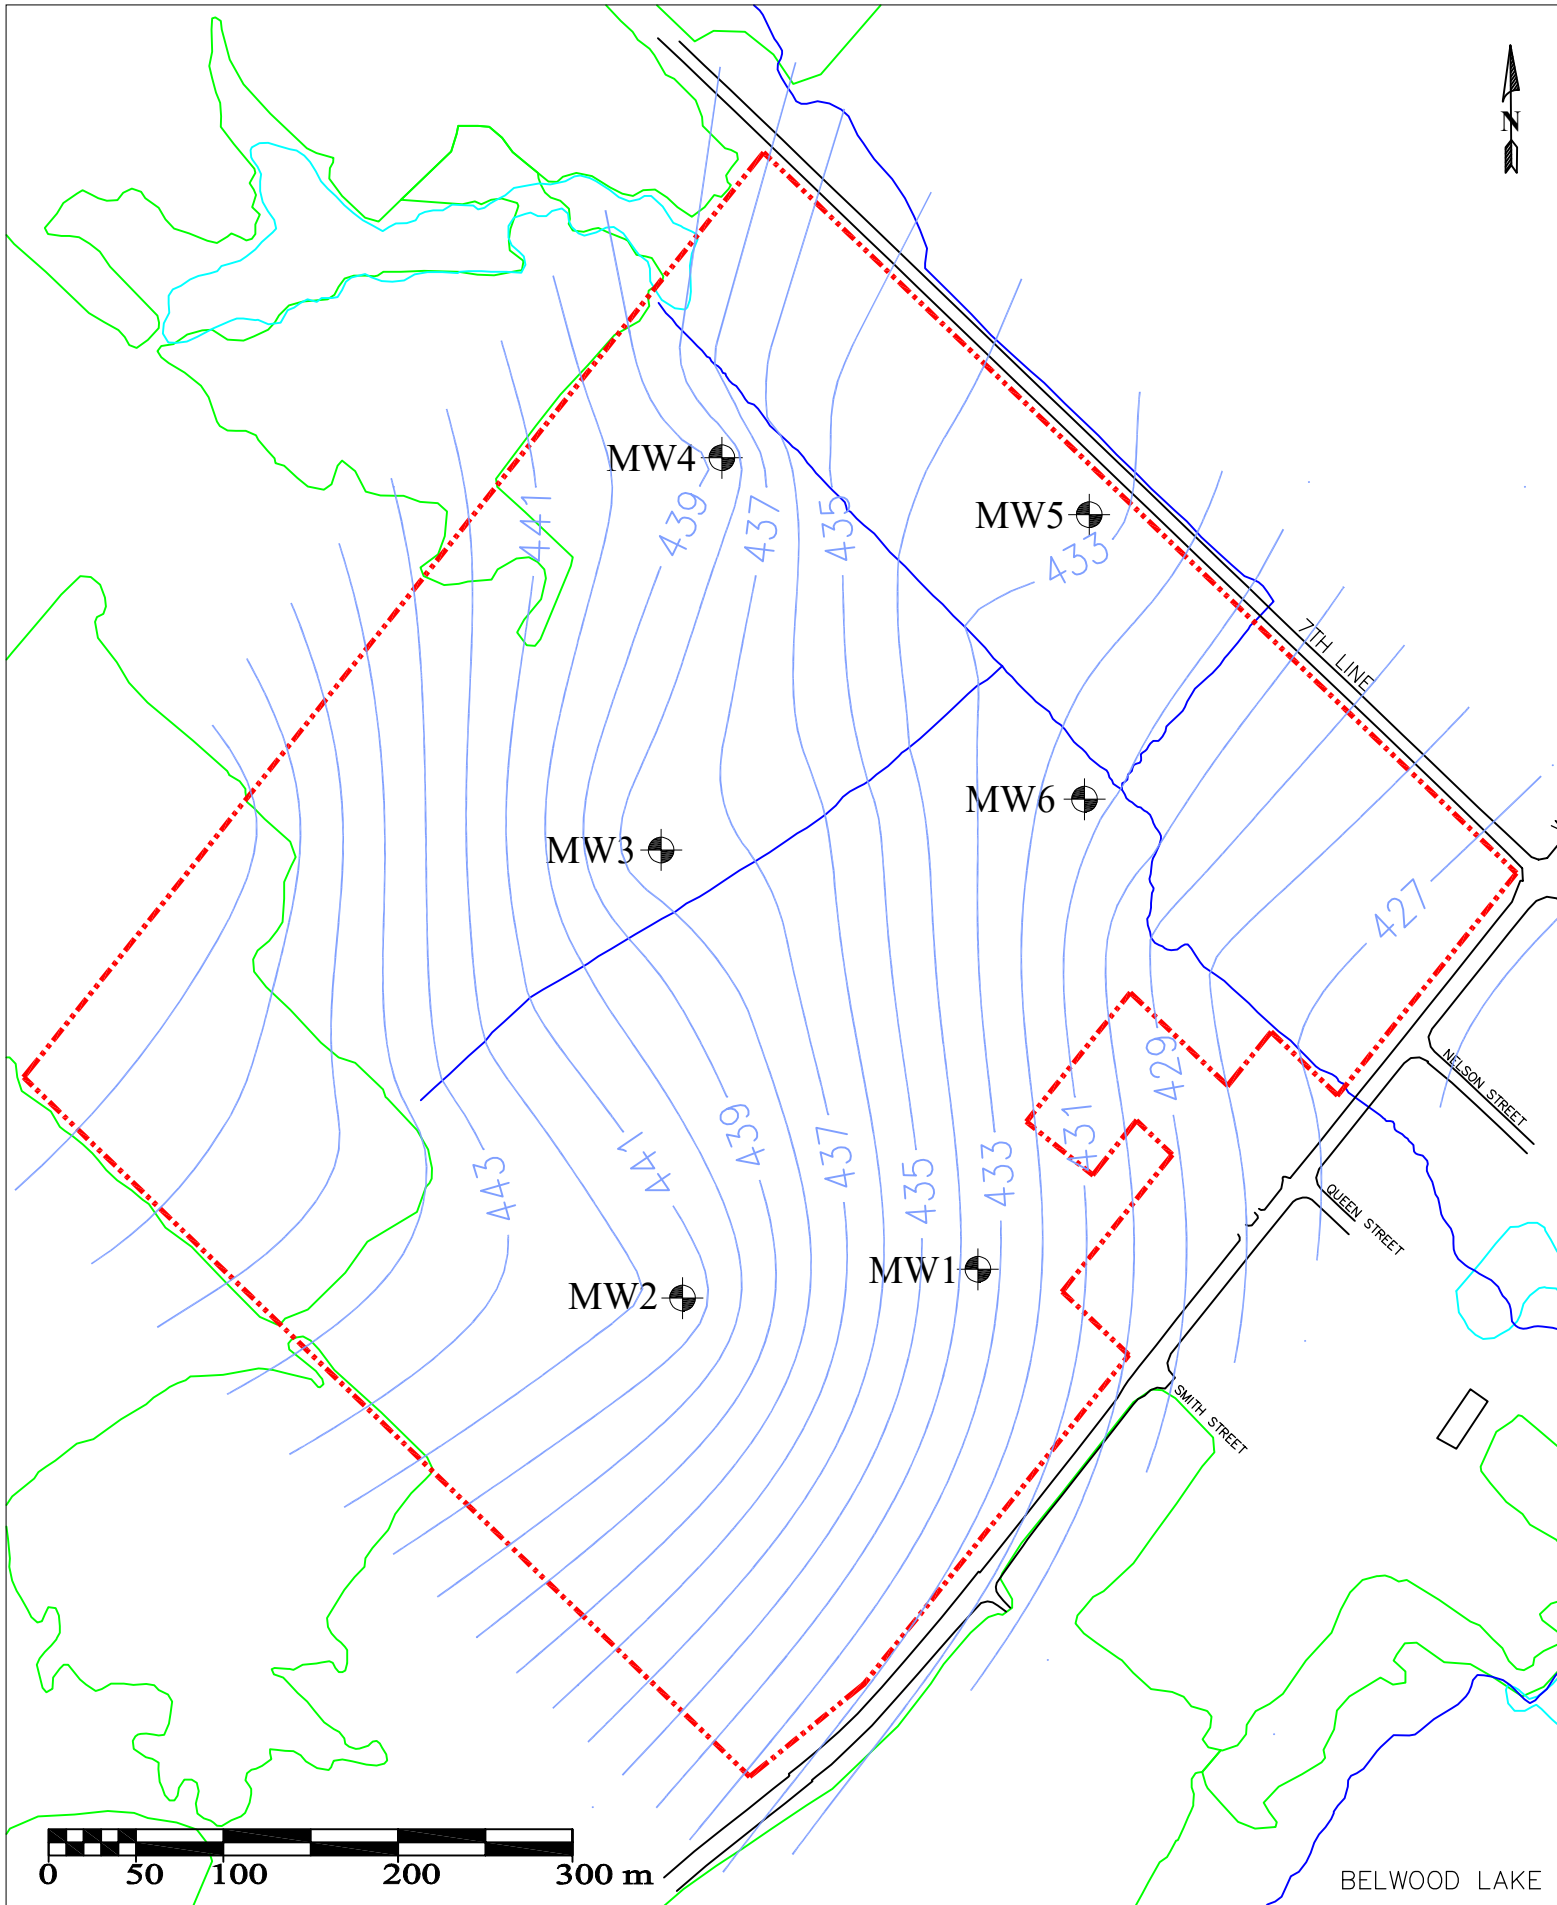 N
MW4
441
439
437
435
MW5
433
7TH LINE
MW6
MW3
427
429
NELSON STREET
431
439
437
441
433
443
435
QUEEN STREET
MW1
MW2
SMITH STREET
0 50 100 200 300 m
BELWOOD LAKE